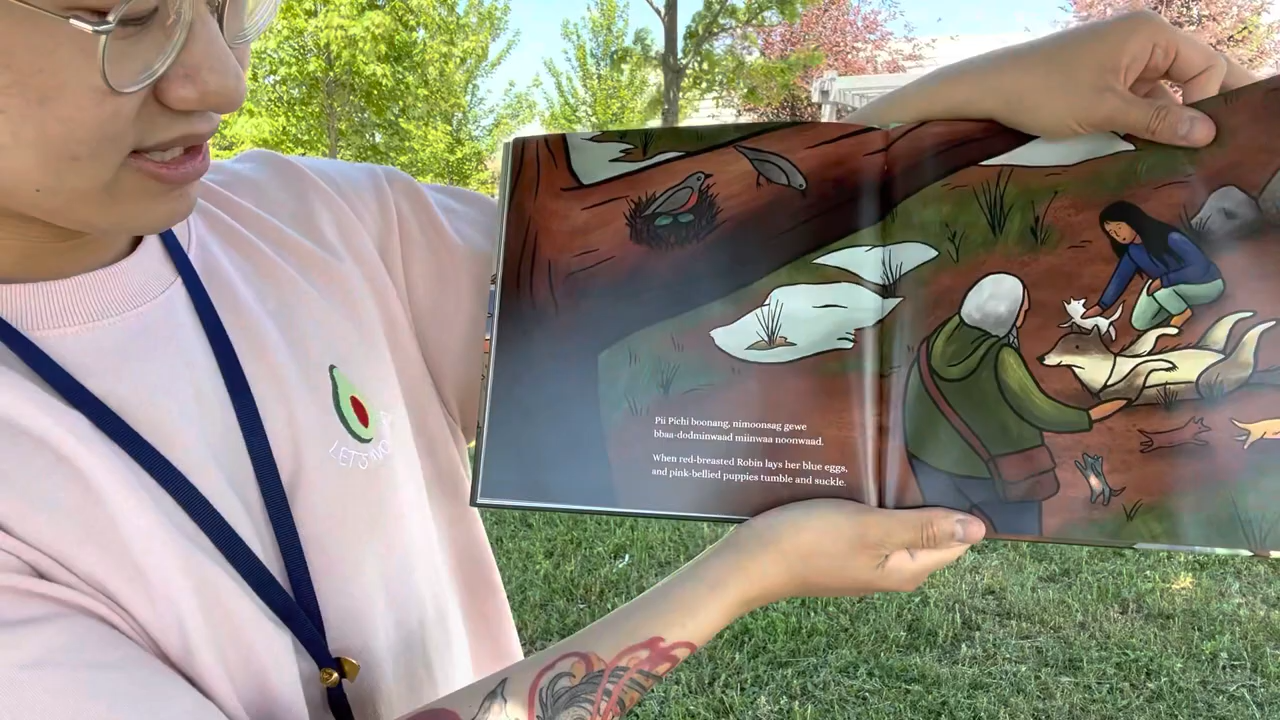 LET'S
Pii Pichi boonang, nimoonsag gewe
bbaa-dodminwaad miinwaa noonwaad.
When red-breasted Robin lays her blue eggs,
and pink-bellied puppies tumble and suckle.